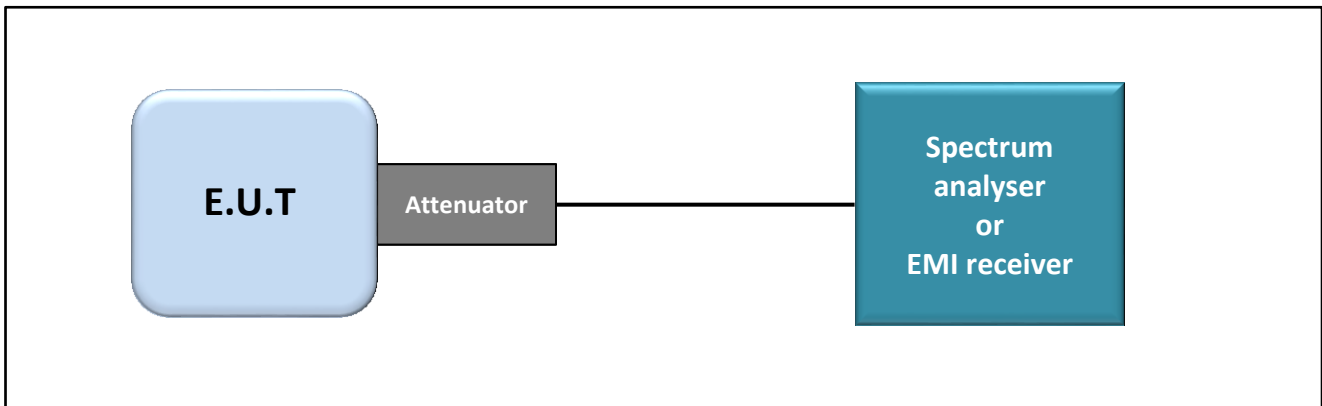 E.U.T
Attenuator
Spectrum
analyser
or
EMI receiver